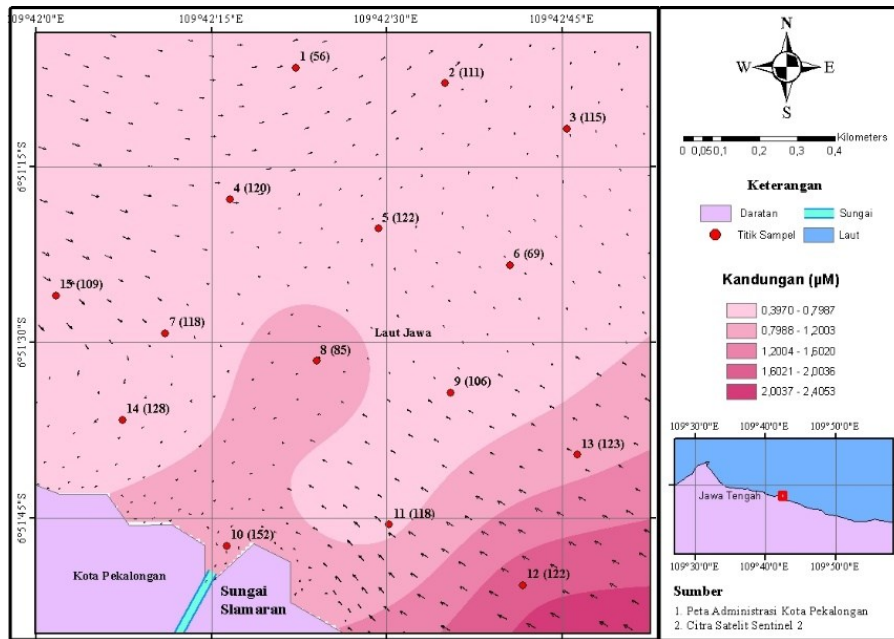 109°42'0"E 109°42'15"E 109°42'30"E 109°42'45"E
6°51'15"S
6°51'30"S
6°51'45"S
1 (56)
2 (111)
3 (115)
4 (120)
5 (122)
6 (69)
15 (109)
7 (118)
Laut Jawa
8 (85)
9 (106)
14 (128)
13 (123)
11 (118)
10 (152)
12 (122)
Kota Pekalongan
Sungai
Slamaran
N
W E
S
Kilometers
0 0,05 0,1 0,2 0,3 0,4
Keterangan
Daratan Sungai
Titik Sampel Laut
Kandungan (µM)
0,3970 - 0,7987
0,7988 - 1,2003
1,2004 - 1,6020
1,6021 - 2,0036
2,0037 - 2,4053
109°30'0"E 109°40'0"E 109°50'0"E
Jawa Tengah
109°30'0"E 109°40'0"E 109°50'0"E
Sumber
1. Peta Administrasi Kota Pekalongan
2. Citra Satelit Sentinel 2